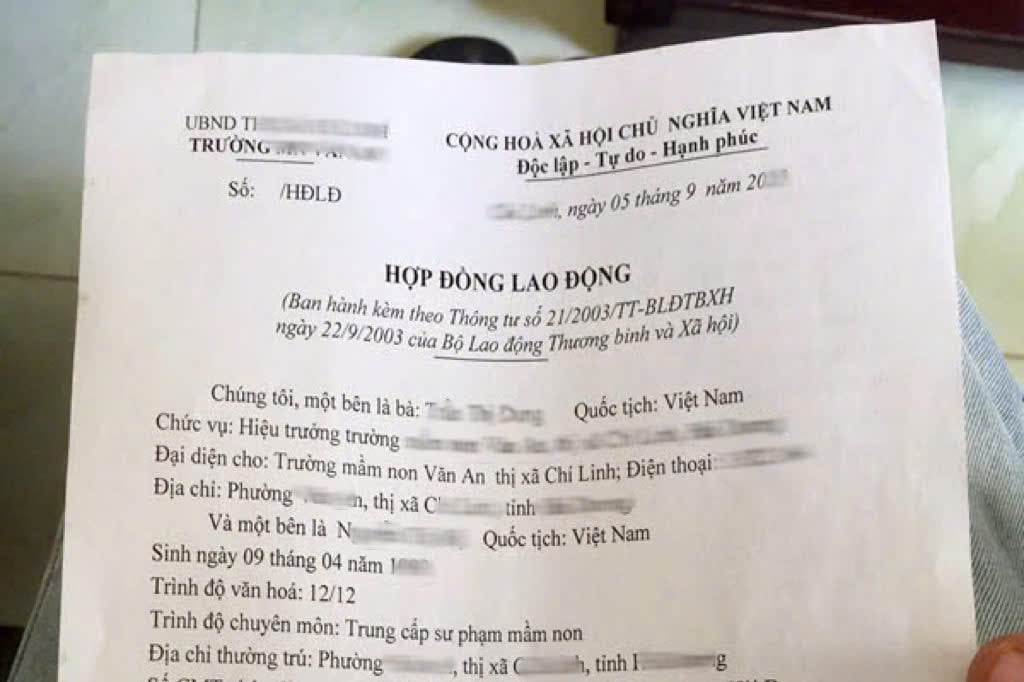 UBND
TRƯỜNG
Số: /HĐLĐ
CỘNG HOÀ XÃ HỘI CHỦ NGHĨA VIỆT NAM
Độc lập - Tự do - Hạnh phúc
, ngày 05 tháng 9 năm 20
HỢP ĐỒNG LAO ĐỘNG
(Ban hành kèm theo Thông tư số 21/2003/TT-BLĐTBXH
ngày 22/9/2003 của Bộ Lao động Thương binh và Xã hội)
Chúng tôi, một bên là bà: Quốc tịch: Việt Nam
Chức vụ: Hiệu trưởng trường
Đại diện cho: Trường mầm non Văn An thị xã Chí Linh; Điện thoại:
Địa chỉ: Phường , thị xã tỉnh
Và một bên là Quốc tịch: Việt Nam
Sinh ngày 09 tháng 04 năm
Trình độ văn hoá: 12/12
Trình độ chuyên môn: Trung cấp sư phạm mầm non
Địa chỉ thường trú: Phường , thị xã , tỉnh